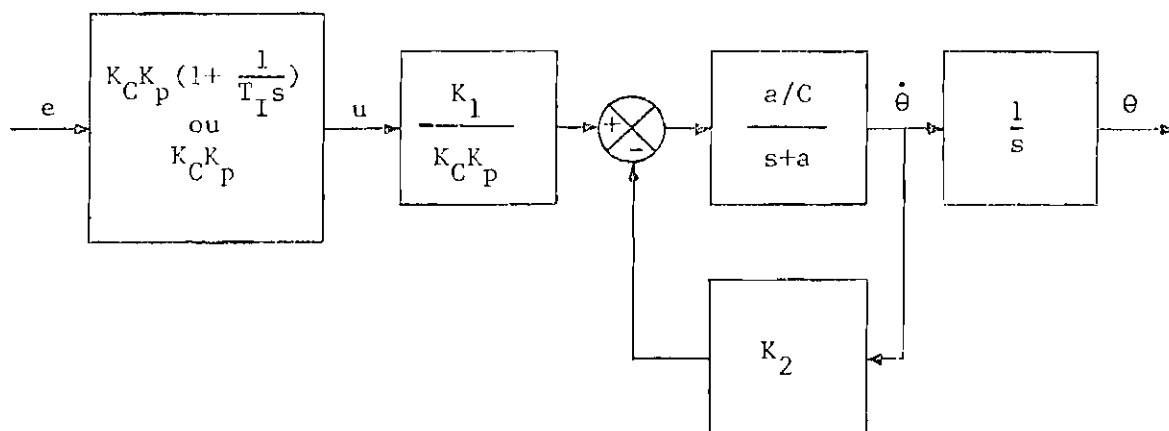 e
K_C K_p (1 + 1/(T_I s))
ou
K_C K_p
u
K_1 / (K_C K_p)
+
-
a/C
s+a
θ̇
1/s
θ
K_2